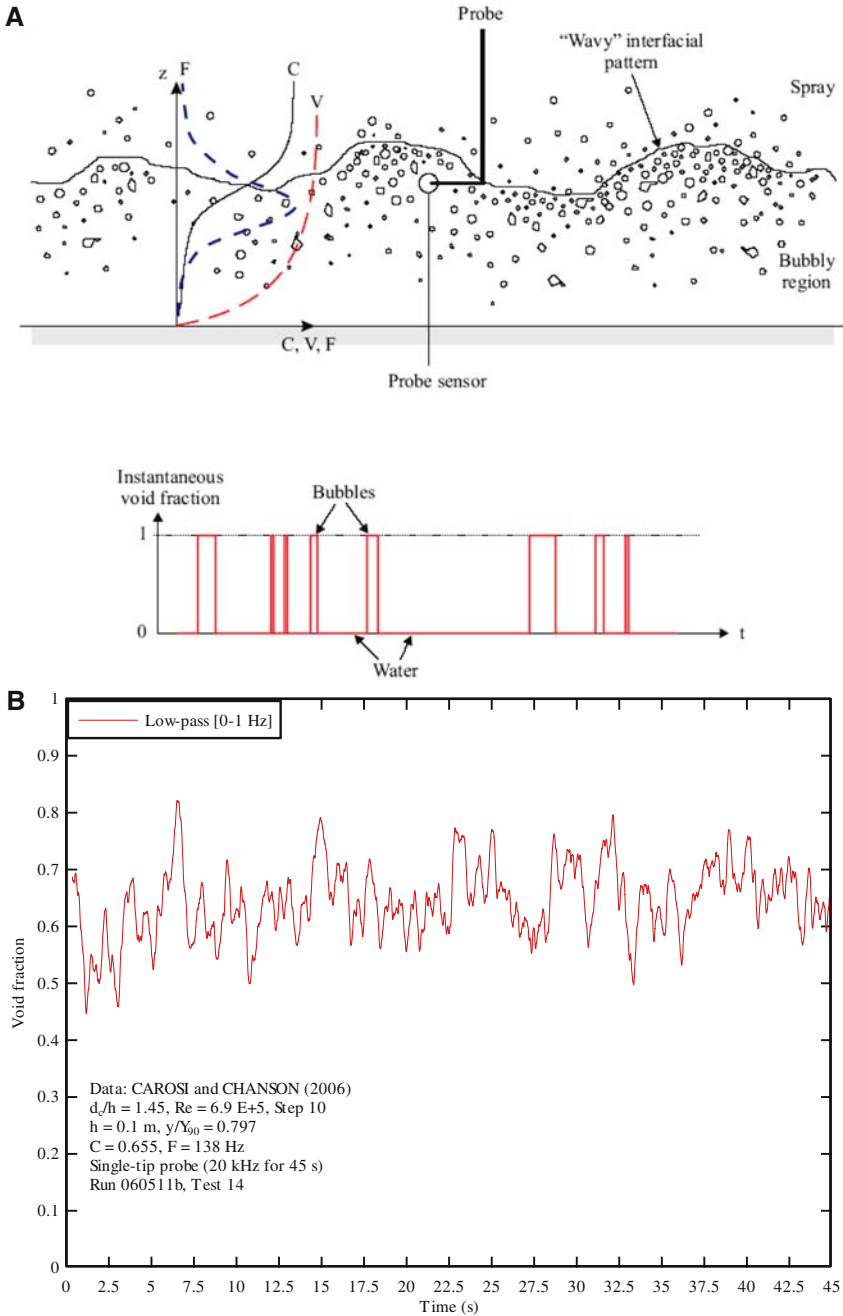 A
Probe
"Wavy" interfacial
pattern
z
F
C
V
Spray
Bubbly
region
C, V, F
Probe sensor
Instantaneous
void fraction
Bubbles
1
0
t
Water
B
1
Low-pass [0-1 Hz]
0.9
0.8
0.7
0.6
0.5
0.4
0.3
0.2
0.1
0
Void fraction
Data: CAROSI and CHANSON (2006)
d_c/h = 1.45, Re = 6.9 E+5, Step 10
h = 0.1 m, y/Y_90 = 0.797
C = 0.655, F = 138 Hz
Single-tip probe (20 kHz for 45 s)
Run 060511b, Test 14
0 2.5 5 7.5 10 12.5 15 17.5 20 22.5 25 27.5 30 32.5 35 37.5 40 42.5 45
Time (s)